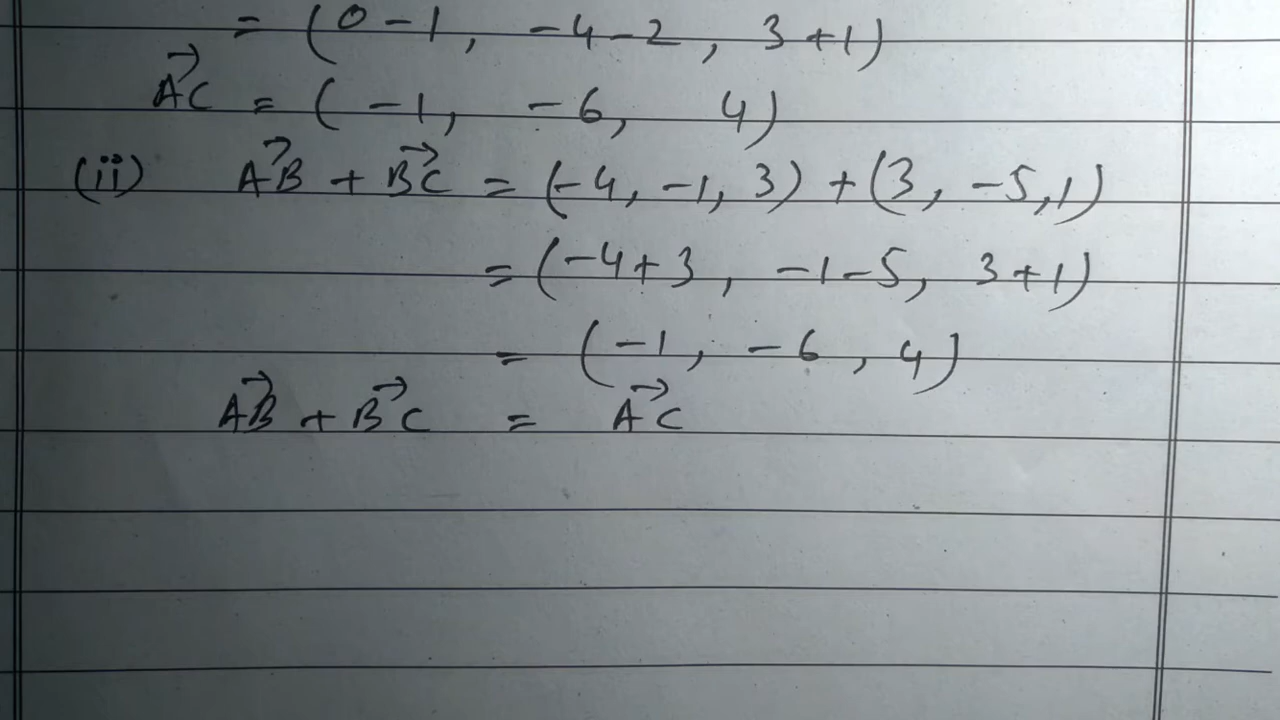 = (0-1, -4-2, 3+1)
→AC = (-1, -6, 4)
(ii) →AB + →BC = (-4, -1, 3) + (3, -5, 1)
= (-4+3, -1-5, 3+1)
= (-1, -6, 4)
→AB + →BC = →AC